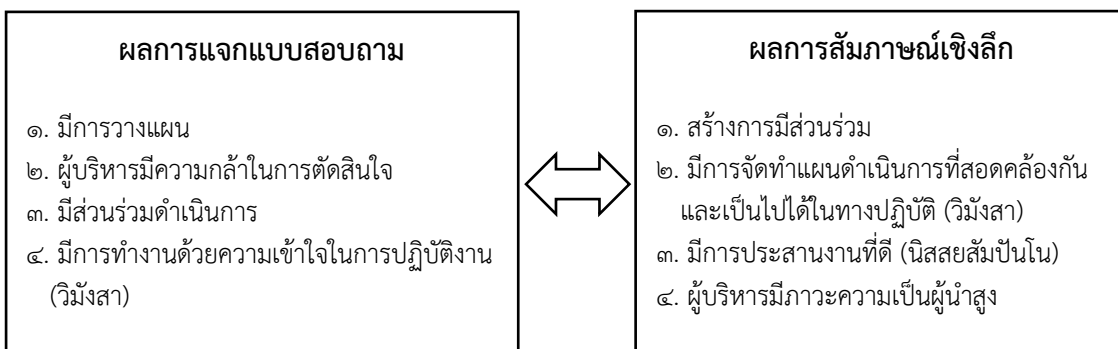 ผลการแจกแบบสอบถาม
๑. มีการวางแผน
๒. ผู้บริหารมีความกล้าในการตัดสินใจ
๓. มีส่วนร่วมดำเนินการ
๔. มีการทำงานด้วยความเข้าใจในการปฏิบัติงาน
(วิมังสา)
ผลการสัมภาษณ์เชิงลึก
๑. สร้างการมีส่วนร่วม
๒. มีการจัดทำแผนดำเนินการที่สอดคล้องกัน
และเป็นไปได้ในทางปฏิบัติ (วิมังสา)
๓. มีการประสานงานที่ดี (นิสสยสัมปันโน)
๔. ผู้บริหารมีภาวะความเป็นผู้นำสูง